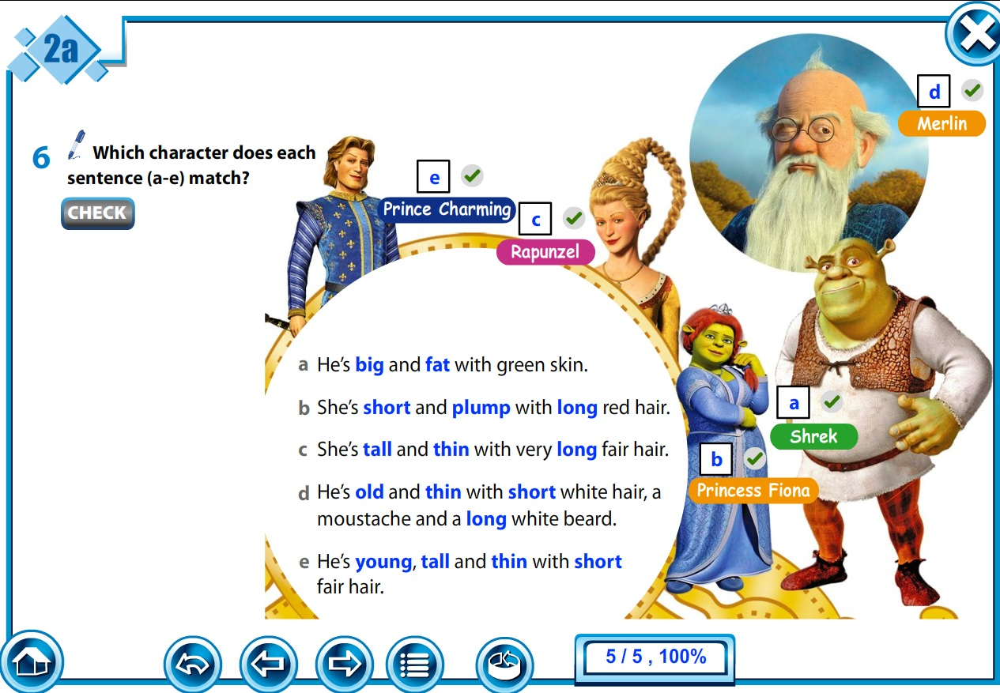 2a
6 Which character does each
sentence (a-e) match?
CHECK
e
Prince Charming
c
Rapunzel
d
Merlin
a
Shrek
b
Princess Fiona
a He's big and fat with green skin.
b She's short and plump with long red hair.
c She's tall and thin with very long fair hair.
d He's old and thin with short white hair, a
moustache and a long white beard.
e He's young, tall and thin with short
fair hair.
5 / 5 , 100%